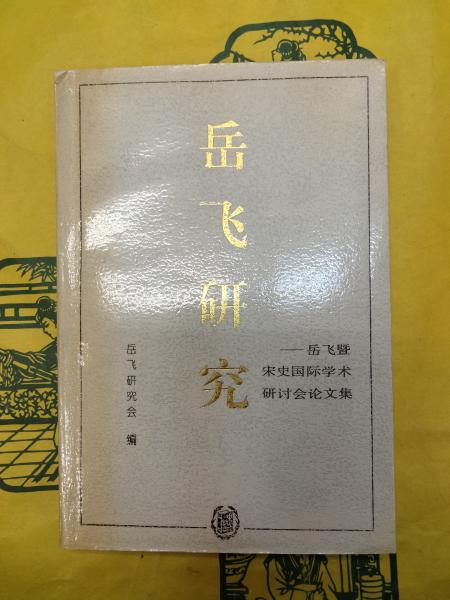 岳飞研究
——岳飞暨
宋史国际学术
研讨会论文集
岳飞研究会 编